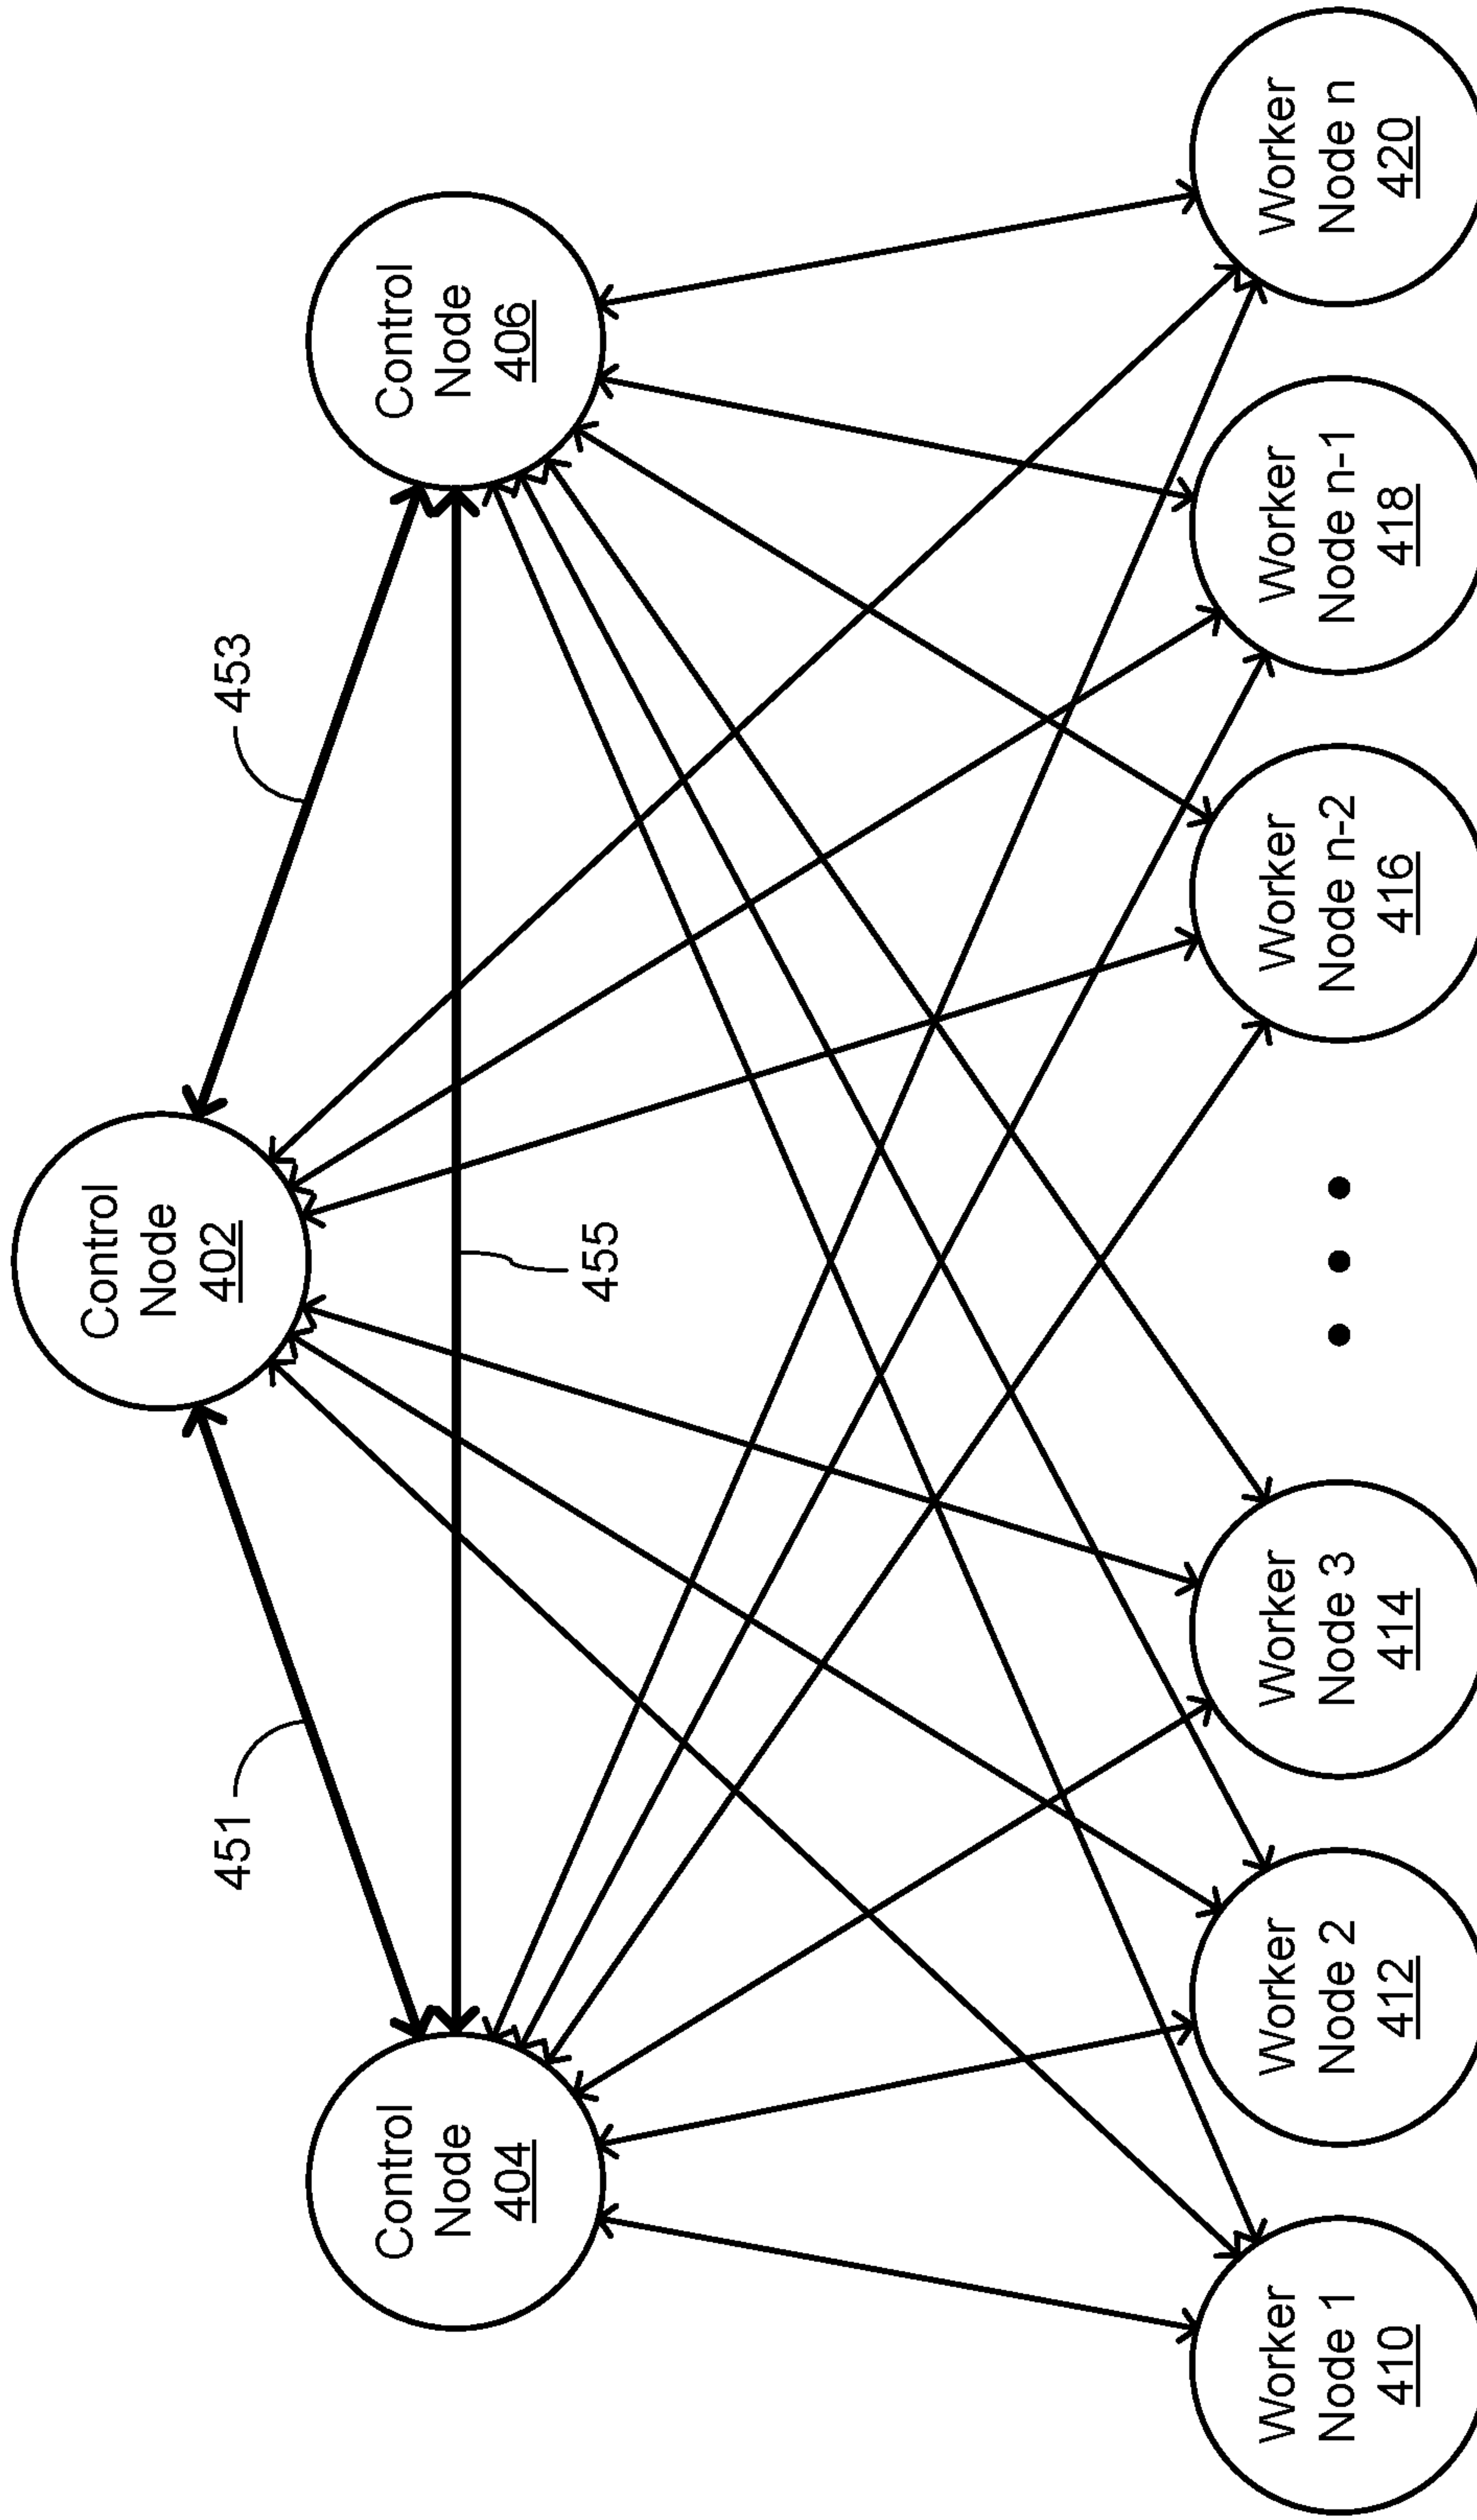 Control
Node
402
451
453
Control
Node
404
Control
Node
406
455
Worker
Node 1
410
Worker
Node 2
412
Worker
Node 3
414
Worker
Node n-2
416
Worker
Node n-1
418
Worker
Node n
420